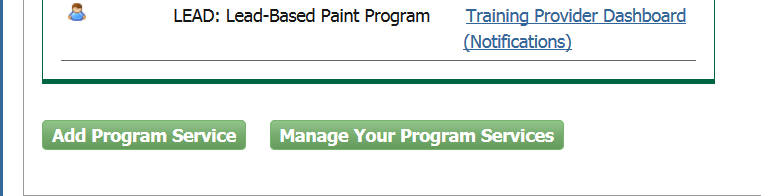 LEAD: Lead-Based Paint Program Training Provider Dashboard
(Notifications)
Add Program Service Manage Your Program Services